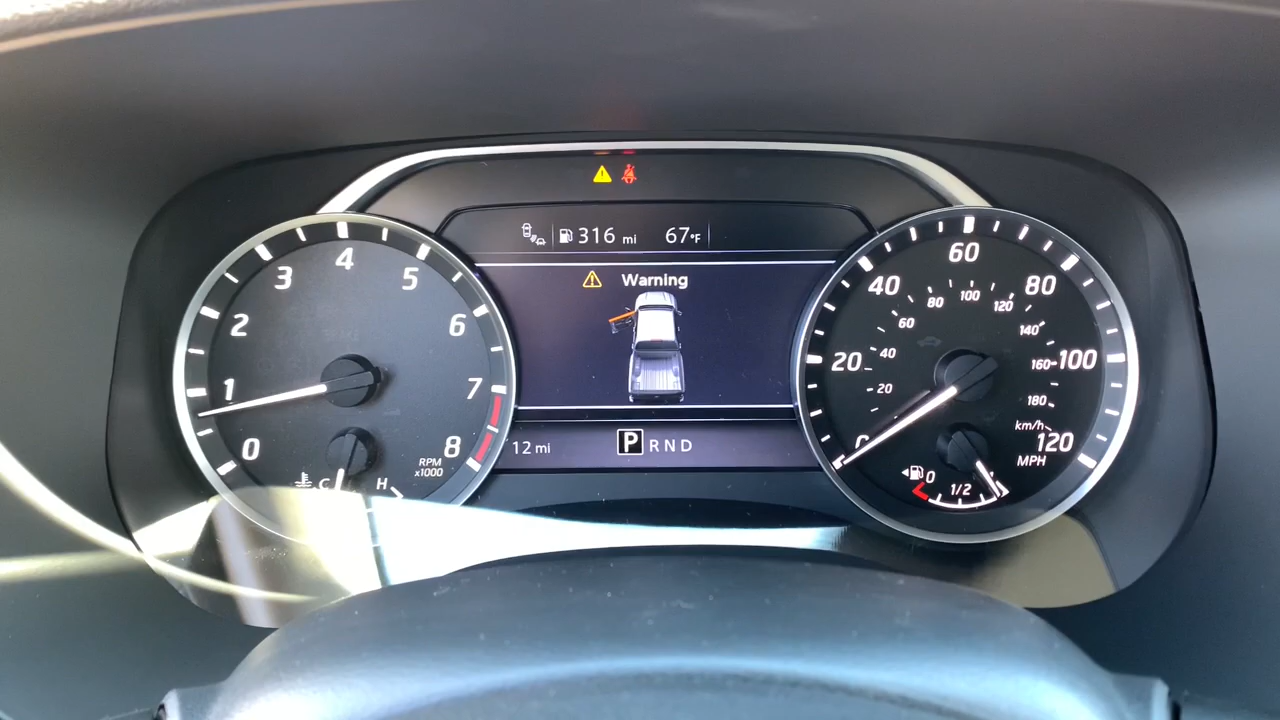 316 mi 67°F
Warning
12 mi P R N D
0 1 2 3 4 5 6 7 8
RPM
x1000
C H
0 20 40 60 80 100 120
20 40 60 80 100 120 140 160 180
km/h
MPH
0 1/2